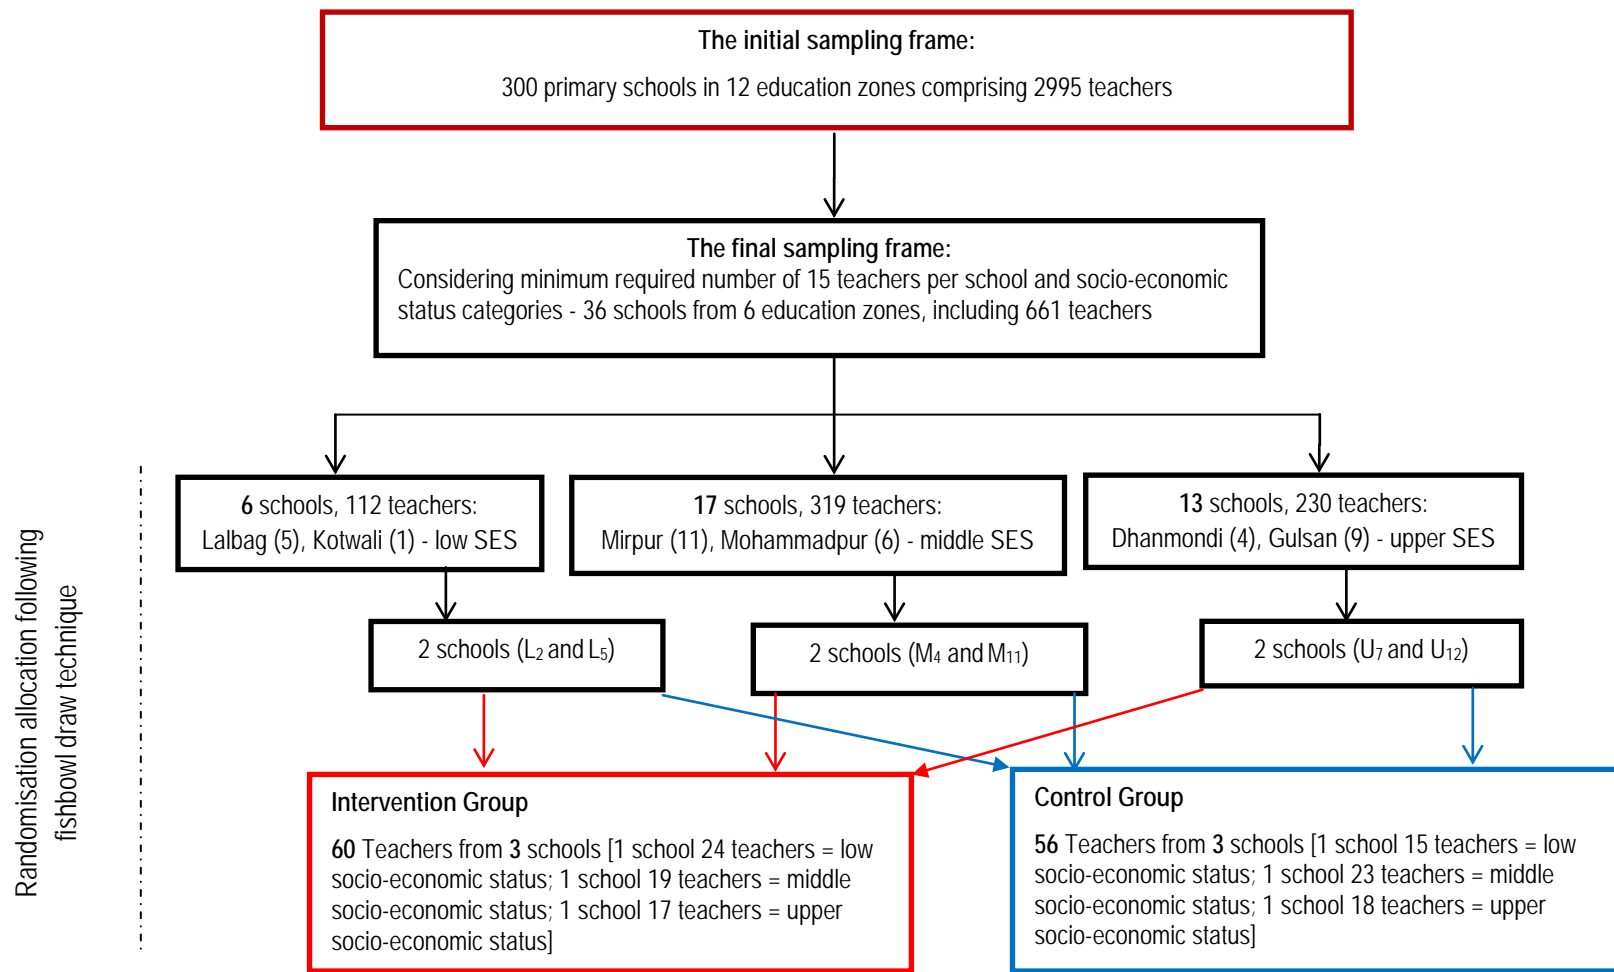 The initial sampling frame:
300 primary schools in 12 education zones comprising 2995 teachers
The final sampling frame:
Considering minimum required number of 15 teachers per school and socio-economic
status categories - 36 schools from 6 education zones, including 661 teachers
6 schools, 112 teachers:
Lalbag (5), Kotwali (1) - low SES
17 schools, 319 teachers:
Mirpur (11), Mohammadpur (6) - middle SES
13 schools, 230 teachers:
Dhanmondi (4), Gulsan (9) - upper SES
Randomisation allocation following
fishbowl draw technique
2 schools (L₂ and L₅)
2 schools (M₄ and M₁₁)
2 schools (U₇ and U₁₂)
Intervention Group
60 Teachers from 3 schools [1 school 24 teachers = low
socio-economic status; 1 school 19 teachers = middle
socio-economic status; 1 school 17 teachers = upper
socio-economic status]
Control Group
56 Teachers from 3 schools [1 school 15 teachers = low
socio-economic status; 1 school 23 teachers = middle
socio-economic status; 1 school 18 teachers = upper
socio-economic status]